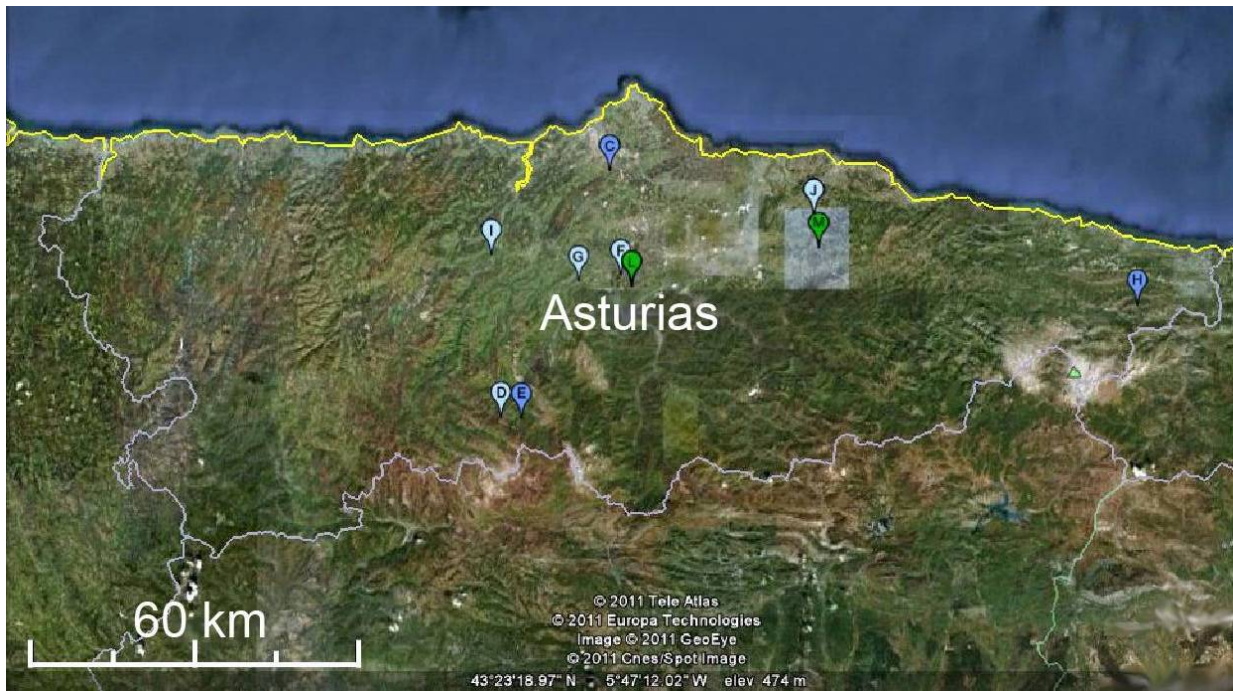 C
J
M
I
F
G
L
H
Asturias
D E
60 km
© 2011 Tele Atlas
© 2011 Europa Technologies
Image © 2011 GeoEye
© 2011 Cnes/Spot Image
43°23'18.97" N 5°47'12.02" W elev 474 m